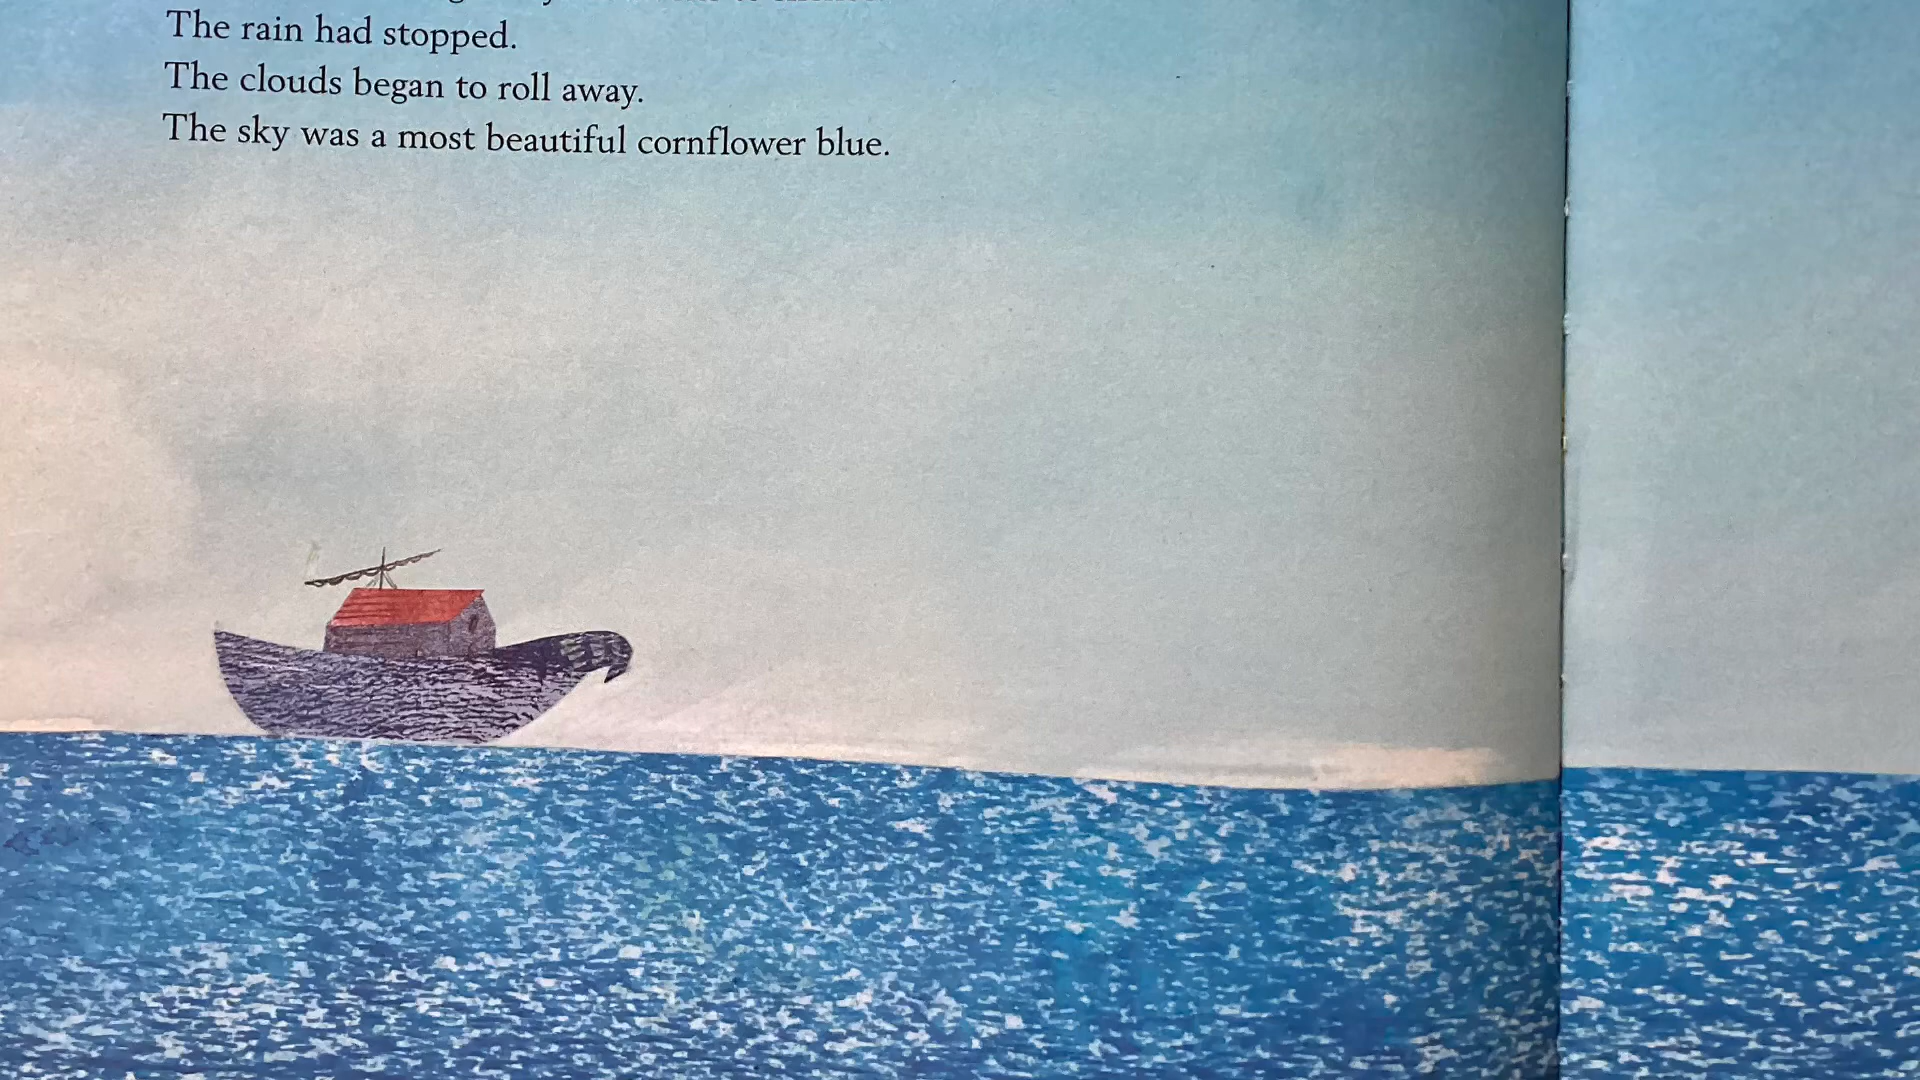 The rain had stopped.
The clouds began to roll away.
The sky was a most beautiful cornflower blue.